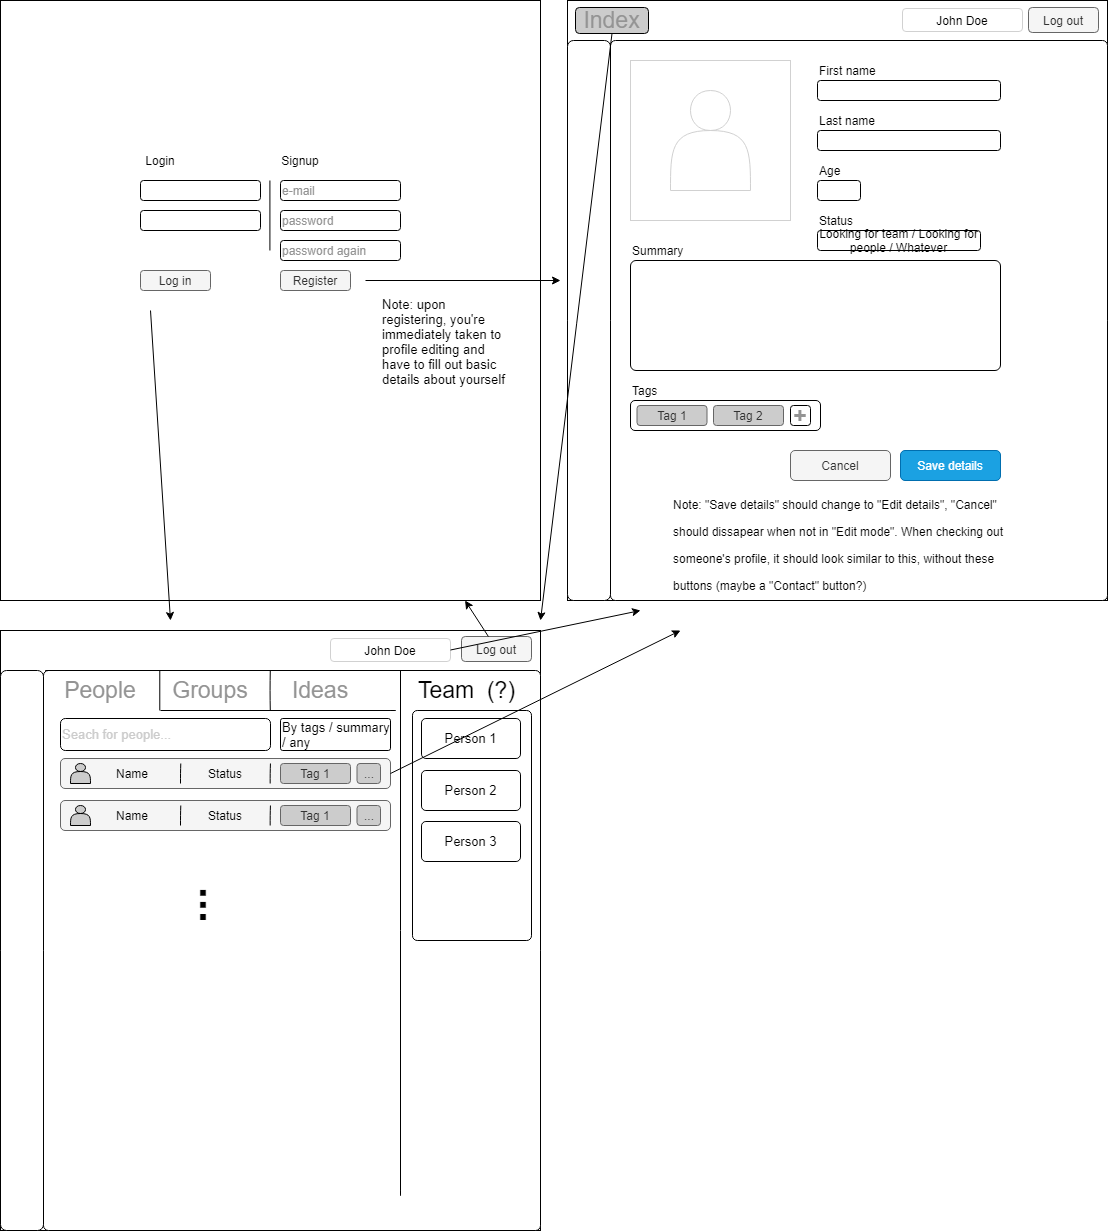 Login
Signup
e-mail
password
password again
Log in
Register
Note: upon
registering, you're
immediately taken to
profile editing and
have to fill out basic
details about yourself
Index
John Doe
Log out
First name
Last name
Age
Status
Looking for team / Looking for
people / Whatever
Summary
Tags
Tag 1
Tag 2
Cancel
Save details
Note: "Save details" should change to "Edit details", "Cancel"
should dissapear when not in "Edit mode". When checking out
someone's profile, it should look similar to this, without these
buttons (maybe a "Contact" button?)
John Doe
Log out
People
Groups
Ideas
Team (?)
Seach for people...
By tags / summary
/ any
Name
Status
Tag 1
...
Name
Status
Tag 1
...
Person 1
Person 2
Person 3